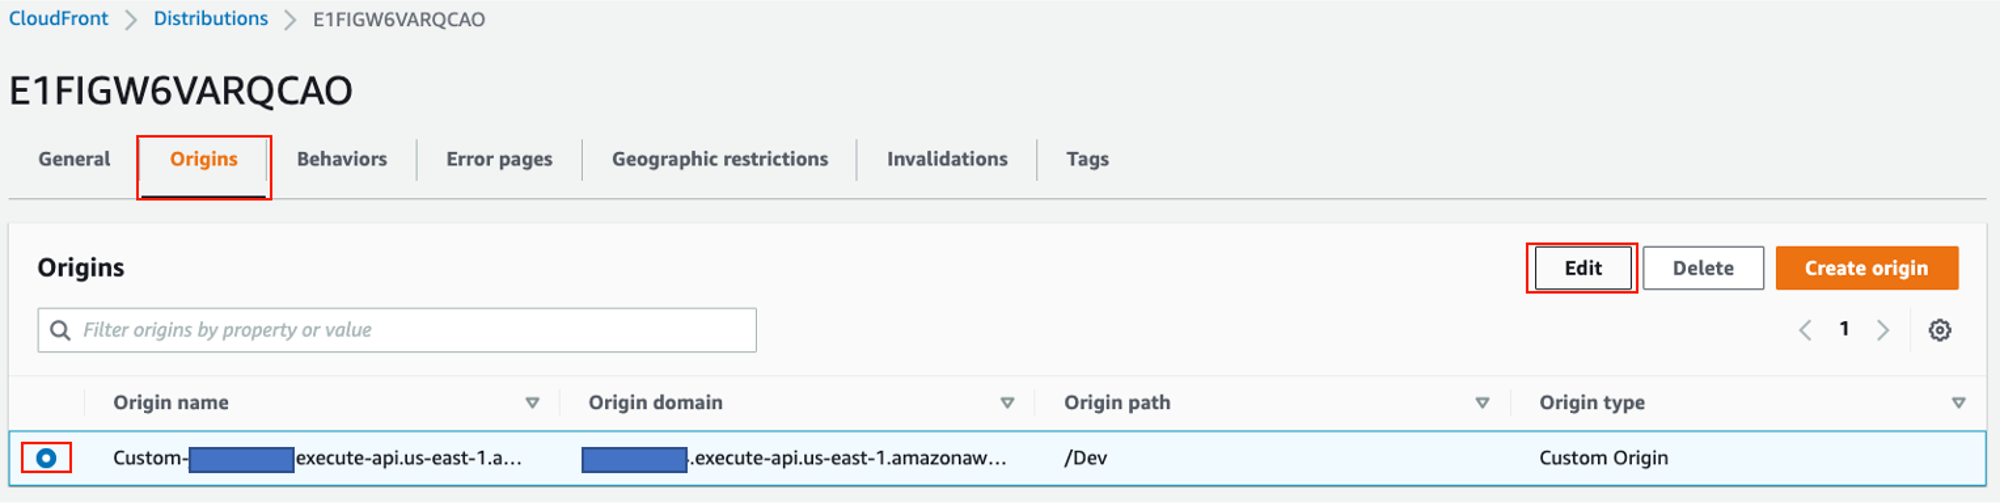 CloudFront > Distributions > E1FIGW6VARQCAO
E1FIGW6VARQCAO
General Origins Behaviors Error pages Geographic restrictions Invalidations Tags
Origins Edit Delete Create origin
Filter origins by property or value < 1 >
Origin name Origin domain Origin path Origin type
Custom- execute-api.us-east-1.a... .execute-api.us-east-1.amazonaw... /Dev Custom Origin